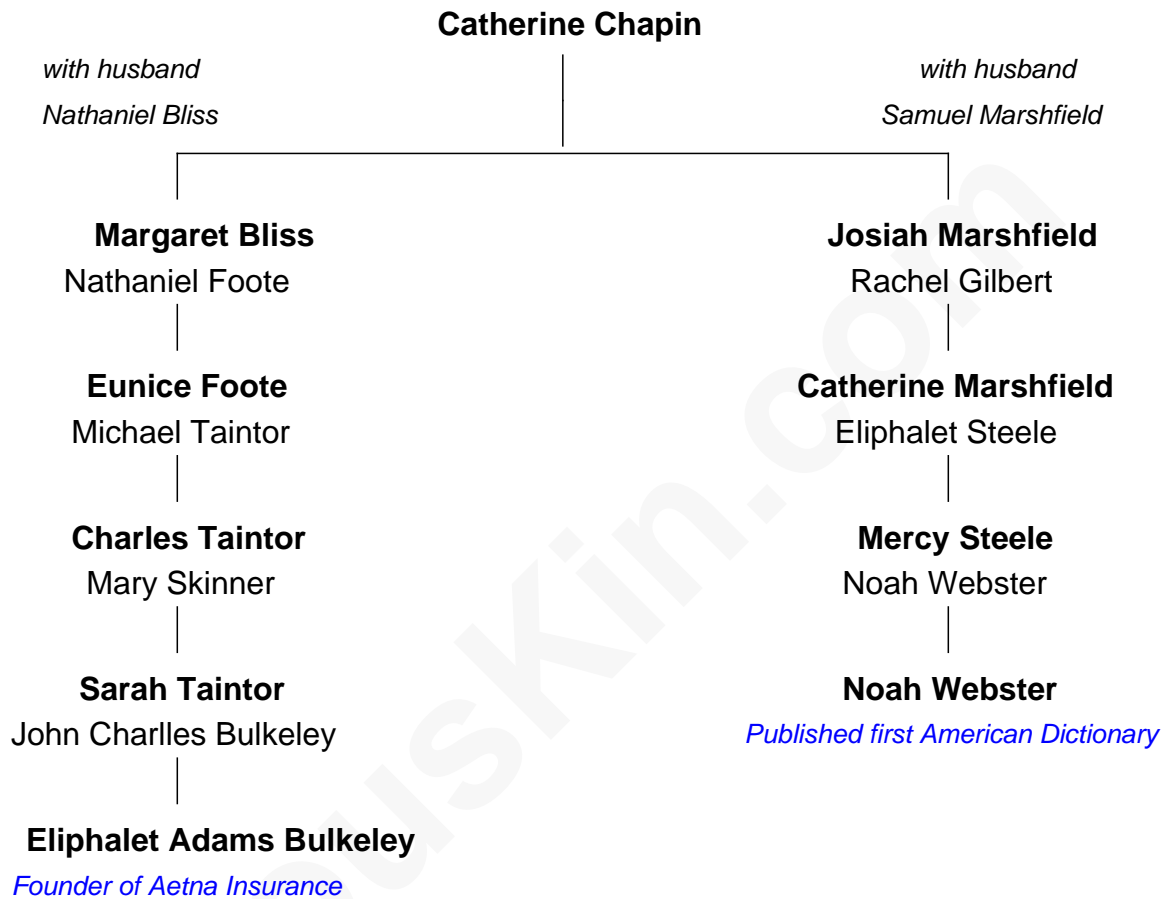 Catherine Chapin
with husband
Nathaniel Bliss
with husband
Samuel Marshfield
Margaret Bliss
Nathaniel Foote
Josiah Marshfield
Rachel Gilbert
Eunice Foote
Michael Taintor
Catherine Marshfield
Eliphalet Steele
Charles Taintor
Mary Skinner
Mercy Steele
Noah Webster
Sarah Taintor
John Charlles Bulkeley
Noah Webster
Published first American Dictionary
Eliphalet Adams Bulkeley
Founder of Aetna Insurance
ousKin.com